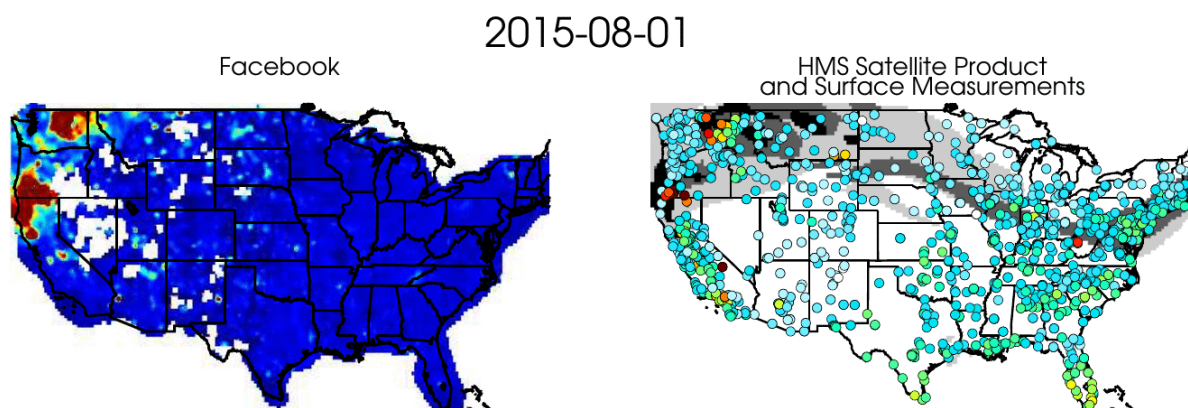 2015-08-01
Facebook
HMS Satellite Product
and Surface Measurements